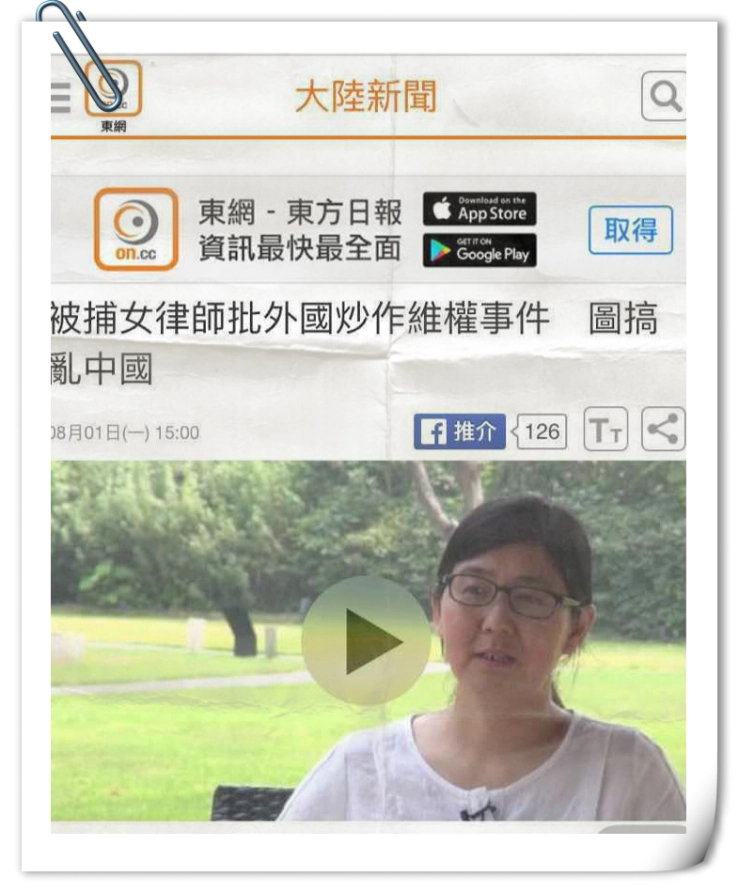 大陸新聞
on.cc
東網
東網 - 東方日報
資訊最快最全面
Download on the
App Store
GET IT ON
Google Play
取得
on.cc
被捕女律師批外國炒作維權事件　圖搞
亂中國
08月01日(一) 15:00
推介
126
TT